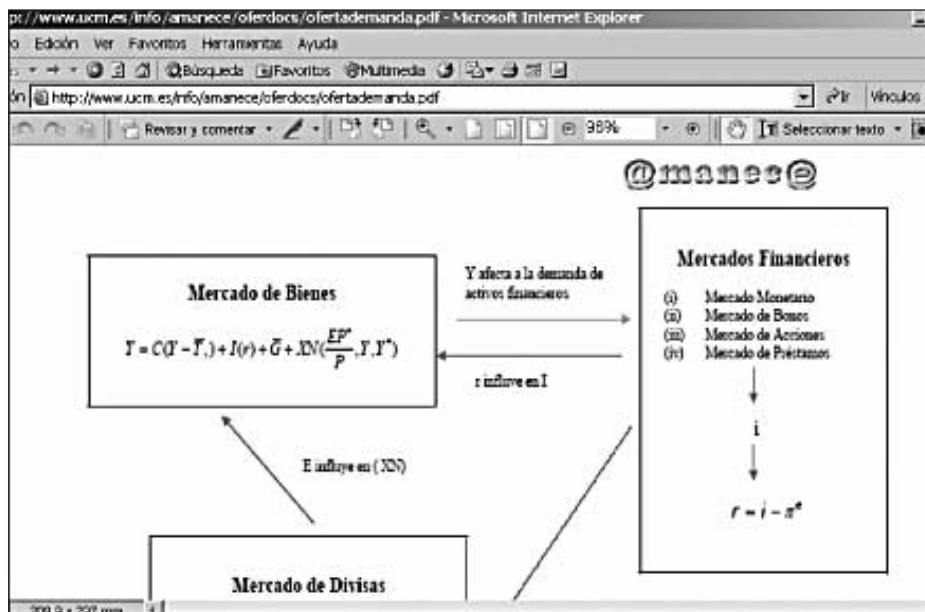 p://www.ucm.es/info/amanece/oferdocs/ofertademanda.pdf - Microsoft Internet Explorer
o Edición Ver Favoritos Herramientas Ayuda
Búsqueda Favoritos Multimedia
ón http://www.ucm.es/info/amanece/oferdocs/ofertademanda.pdf Ir Vínculos
Revisar y comentar 98% Seleccionar texto
@manec@
Mercado de Bienes
Y afecta a la demanda de
activos financieros
Mercados Financieros
(i) Mercado Monetario
(ii) Mercado de Bonos
(iii) Mercado de Acciones
(iv) Mercado de Préstamos
r influye en I
i
r = i − πᵉ
E influye en (XN)
Mercado de Divisas